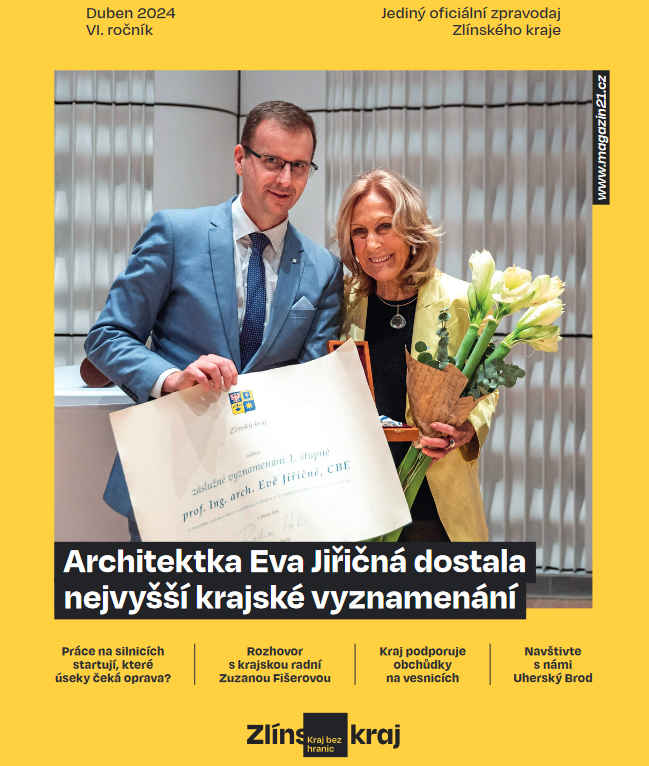 Duben 2024
VI. ročník
Jediný oficiální zpravodaj
Zlínského kraje
www.magazin21.cz
Zlínský kraj
uděluje
záslužné vyznamenání 1. stupně
prof. Ing. arch. Evě Jiřičné, CBE
Architektka Eva Jiřičná dostala
nejvyšší krajské vyznamenání
Práce na silnicích
startují, které
úseky čeká oprava?
Rozhovor
s krajskou radní
Zuzanou Fišerovou
Kraj podporuje
obchůdky
na vesnicích
Navštivte
s námi
Uherský Brod
Zlíns kraj
Kraj bez
hranic